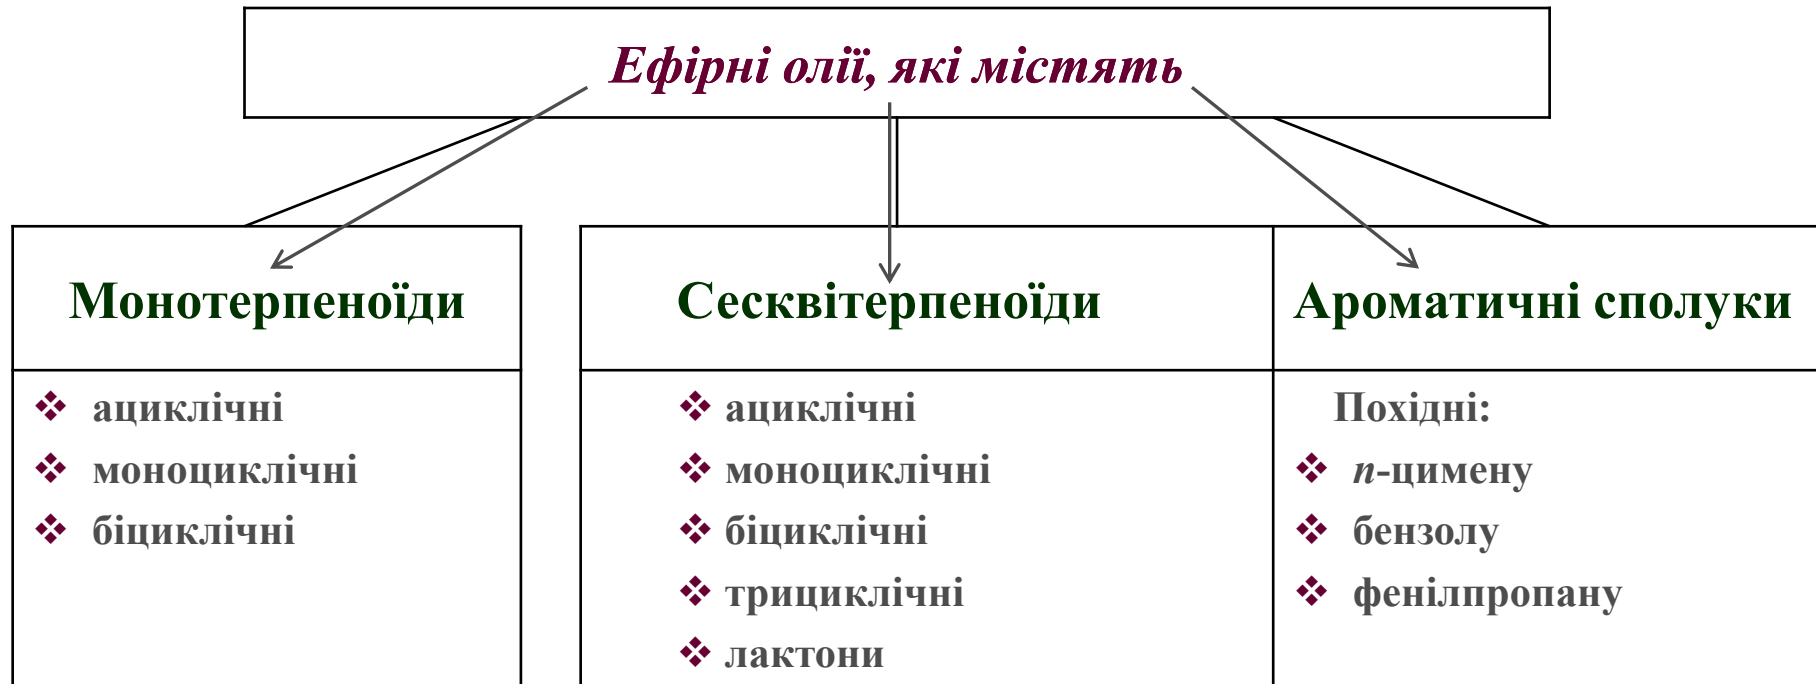 Ефірні олії, які містять
Монотерпеноїди
❖ ациклічні
❖ моноциклічні
❖ біциклічні
Сесквітерпеноїди
❖ ациклічні
❖ моноциклічні
❖ біциклічні
❖ трициклічні
❖ лактони
Ароматичні сполуки
Похідні:
❖ п-цимену
❖ бензолу
❖ фенілпропану